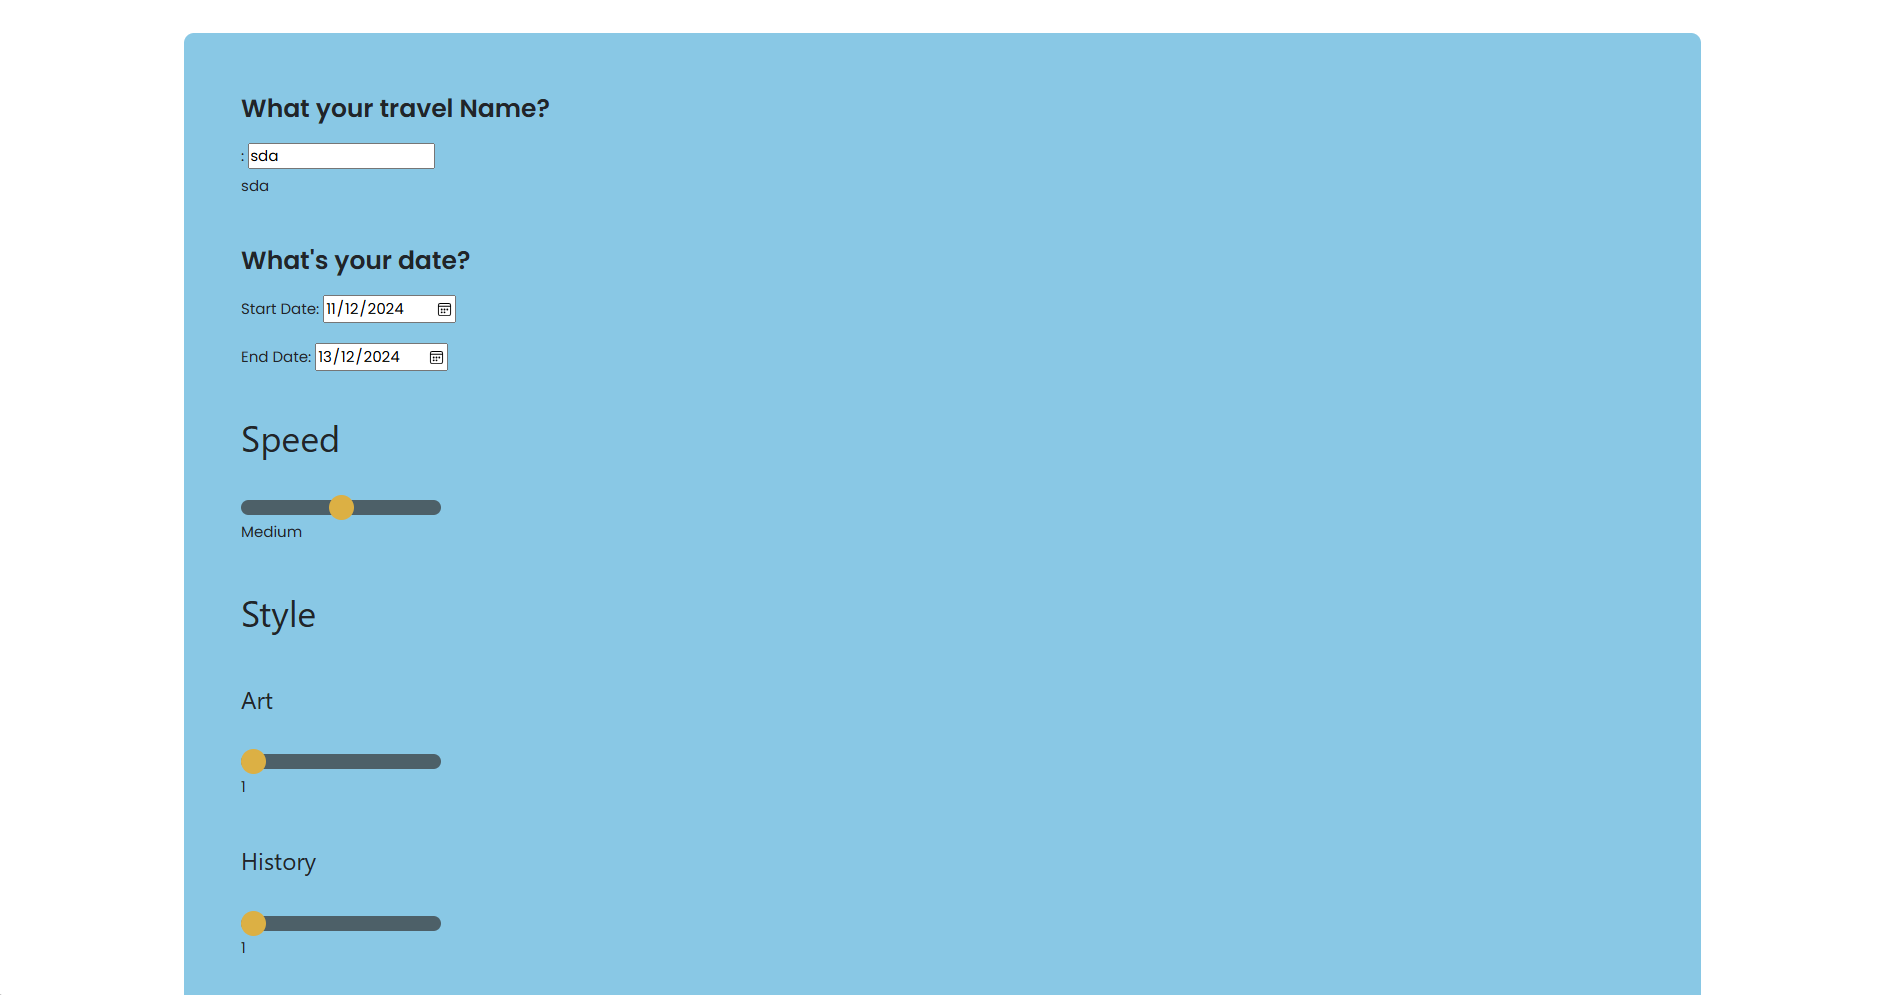 What your travel Name?
: sda
sda
What's your date?
Start Date: 11/12/2024
End Date: 13/12/2024
Speed
Medium
Style
Art
1
History
1